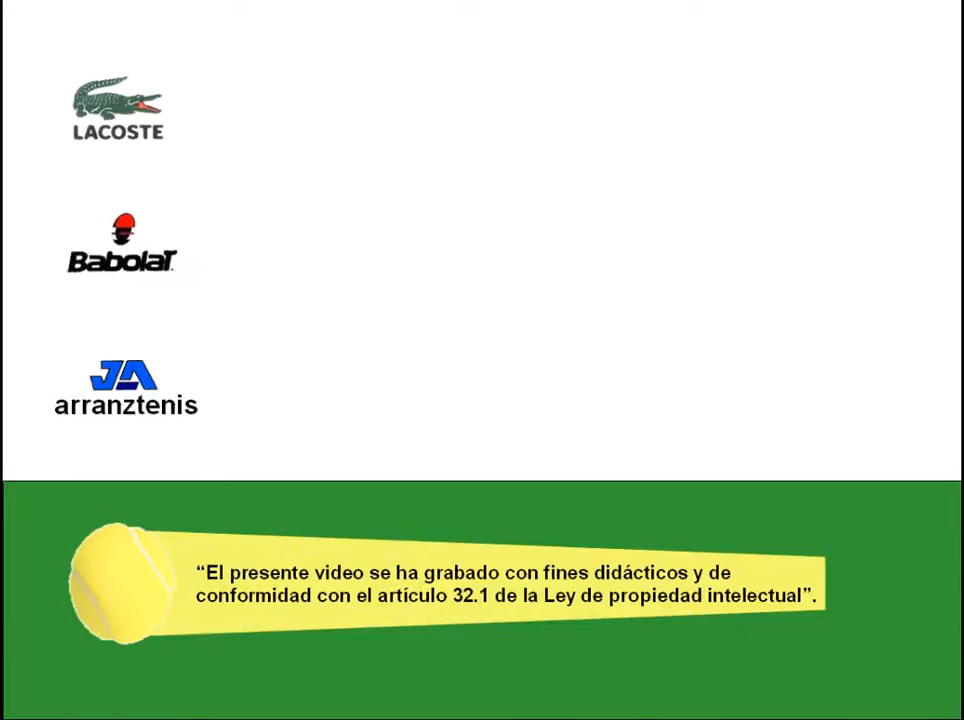 LACOSTE
BabolaT
JA
arranztenis
“El presente video se ha grabado con fines didácticos y de
conformidad con el artículo 32.1 de la Ley de propiedad intelectual”.